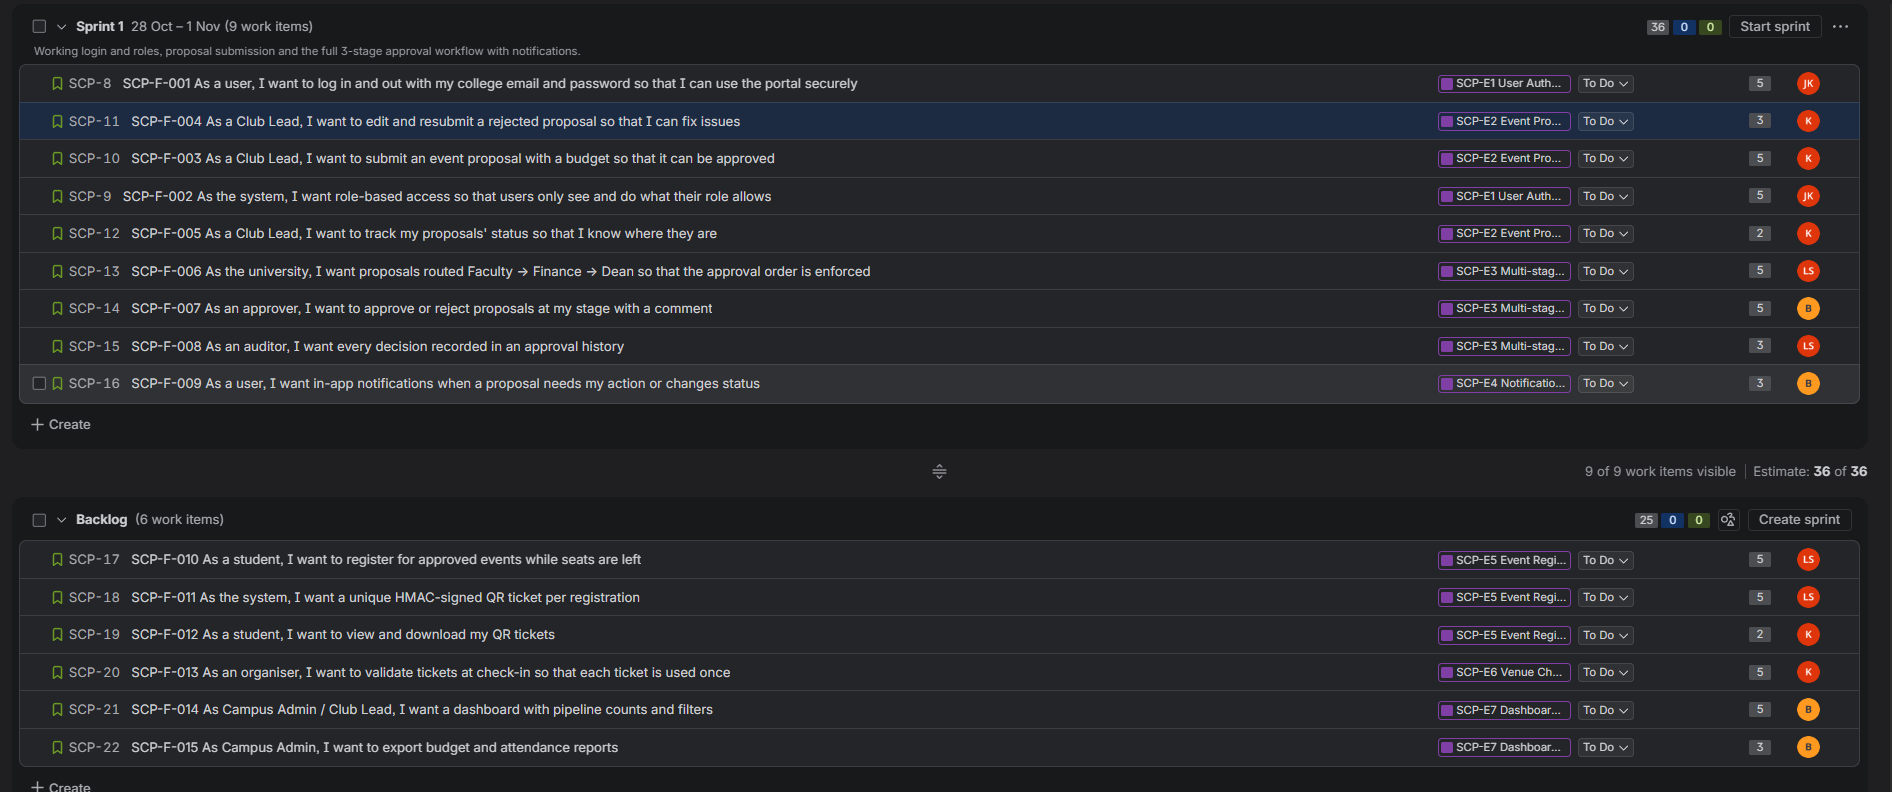 Sprint 1 28 Oct – 1 Nov (9 work items) 36 0 0 Start sprint
Working login and roles, proposal submission and the full 3-stage approval workflow with notifications.
SCP-8 SCP-F-001 As a user, I want to log in and out with my college email and password so that I can use the portal securely SCP-E1 User Auth... To Do 5 JK
SCP-11 SCP-F-004 As a Club Lead, I want to edit and resubmit a rejected proposal so that I can fix issues SCP-E2 Event Pro... To Do 3 K
SCP-10 SCP-F-003 As a Club Lead, I want to submit an event proposal with a budget so that it can be approved SCP-E2 Event Pro... To Do 5 K
SCP-9 SCP-F-002 As the system, I want role-based access so that users only see and do what their role allows SCP-E1 User Auth... To Do 5 JK
SCP-12 SCP-F-005 As a Club Lead, I want to track my proposals' status so that I know where they are SCP-E2 Event Pro... To Do 2 K
SCP-13 SCP-F-006 As the university, I want proposals routed Faculty → Finance → Dean so that the approval order is enforced SCP-E3 Multi-stag... To Do 5 LS
SCP-14 SCP-F-007 As an approver, I want to approve or reject proposals at my stage with a comment SCP-E3 Multi-stag... To Do 5 B
SCP-15 SCP-F-008 As an auditor, I want every decision recorded in an approval history SCP-E3 Multi-stag... To Do 3 LS
SCP-16 SCP-F-009 As a user, I want in-app notifications when a proposal needs my action or changes status SCP-E4 Notificatio... To Do 3 B
+ Create
9 of 9 work items visible Estimate: 36 of 36
Backlog (6 work items) 25 0 0 Create sprint
SCP-17 SCP-F-010 As a student, I want to register for approved events while seats are left SCP-E5 Event Regi... To Do 5 LS
SCP-18 SCP-F-011 As the system, I want a unique HMAC-signed QR ticket per registration SCP-E5 Event Regi... To Do 5 LS
SCP-19 SCP-F-012 As a student, I want to view and download my QR tickets SCP-E5 Event Regi... To Do 2 K
SCP-20 SCP-F-013 As an organiser, I want to validate tickets at check-in so that each ticket is used once SCP-E6 Venue Ch... To Do 5 K
SCP-21 SCP-F-014 As Campus Admin / Club Lead, I want a dashboard with pipeline counts and filters SCP-E7 Dashboar... To Do 5 B
SCP-22 SCP-F-015 As Campus Admin, I want to export budget and attendance reports SCP-E7 Dashboar... To Do 3 B
+ Create